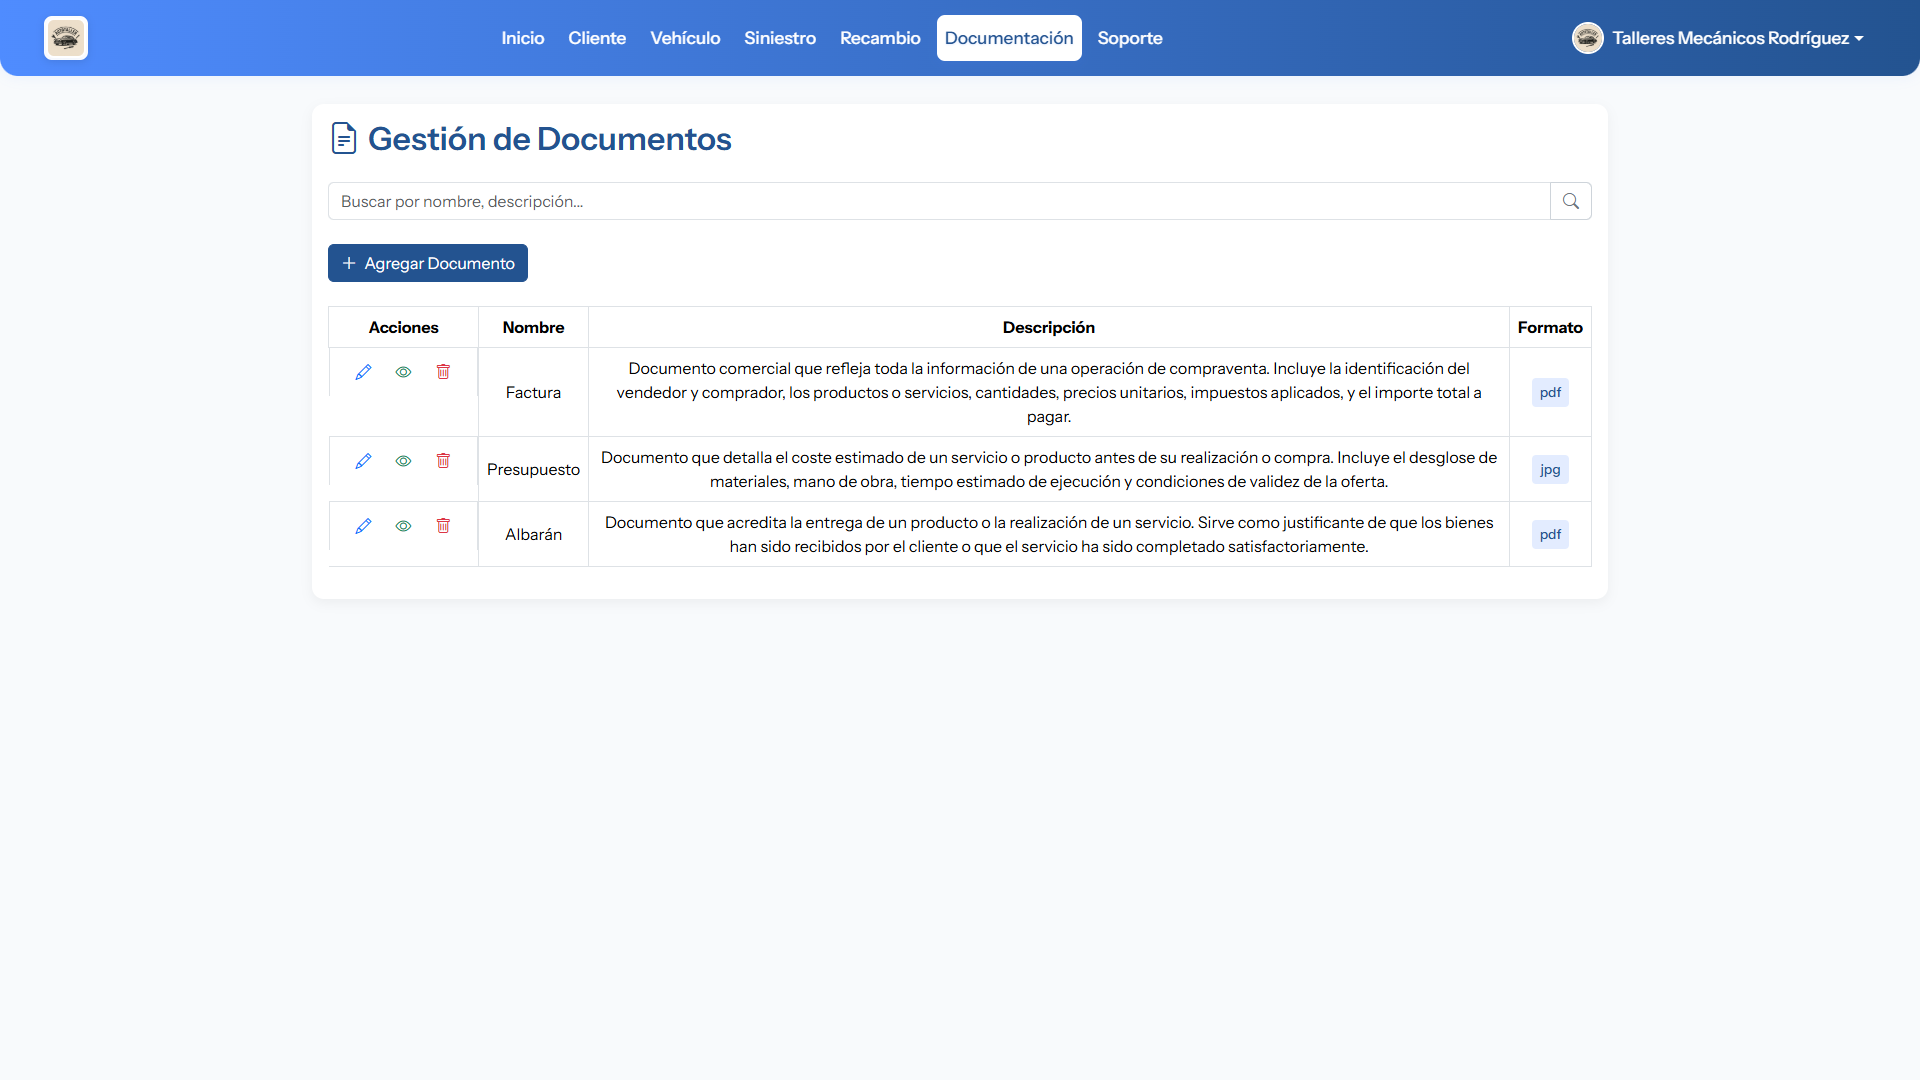 Inicio Cliente Vehículo Siniestro Recambio Documentación Soporte Talleres Mecánicos Rodríguez
Gestión de Documentos
Buscar por nombre, descripción...
Agregar Documento
Acciones Nombre Descripción Formato
Documento comercial que refleja toda la información de una operación de compraventa. Incluye la identificación del
Factura vendedor y comprador, los productos o servicios, cantidades, precios unitarios, impuestos aplicados, y el importe total a pdf
pagar.
Documento que detalla el coste estimado de un servicio o producto antes de su realización o compra. Incluye el desglose de
Presupuesto jpg
materiales, mano de obra, tiempo estimado de ejecución y condiciones de validez de la oferta.
Documento que acredita la entrega de un producto o la realización de un servicio. Sirve como justificante de que los bienes
Albarán pdf
han sido recibidos por el cliente o que el servicio ha sido completado satisfactoriamente.